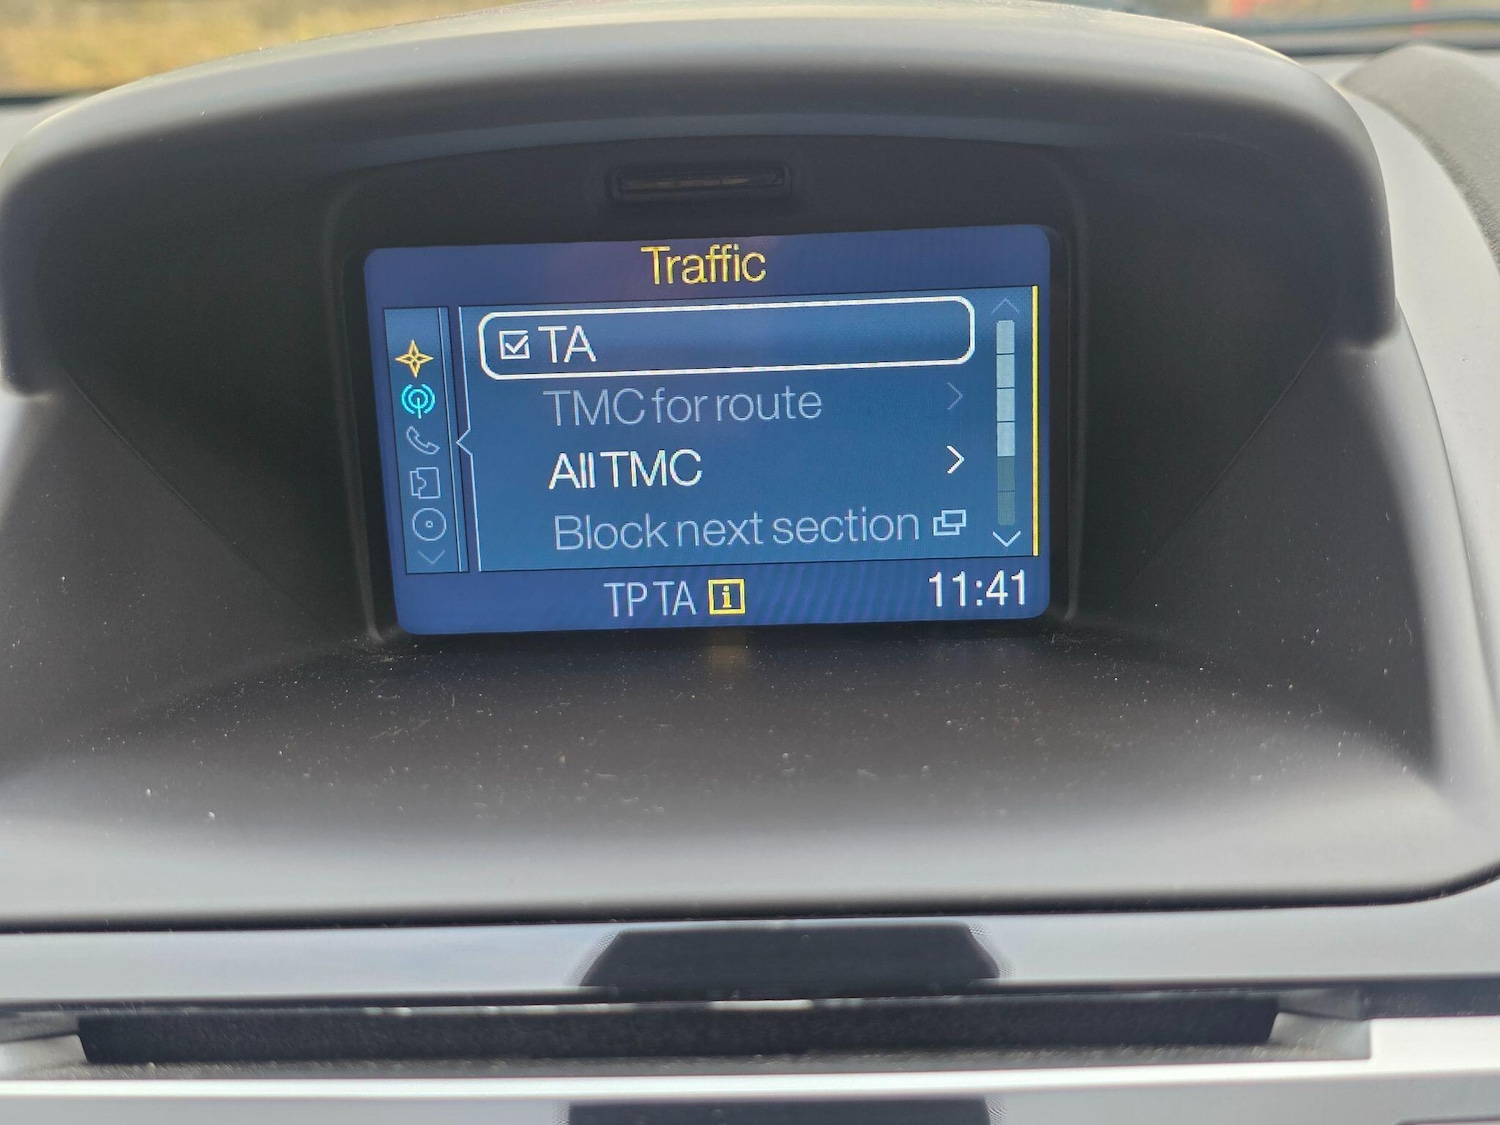 Traffic
TA
TMC for route
All TMC
Block next section
TP TA i 11:41